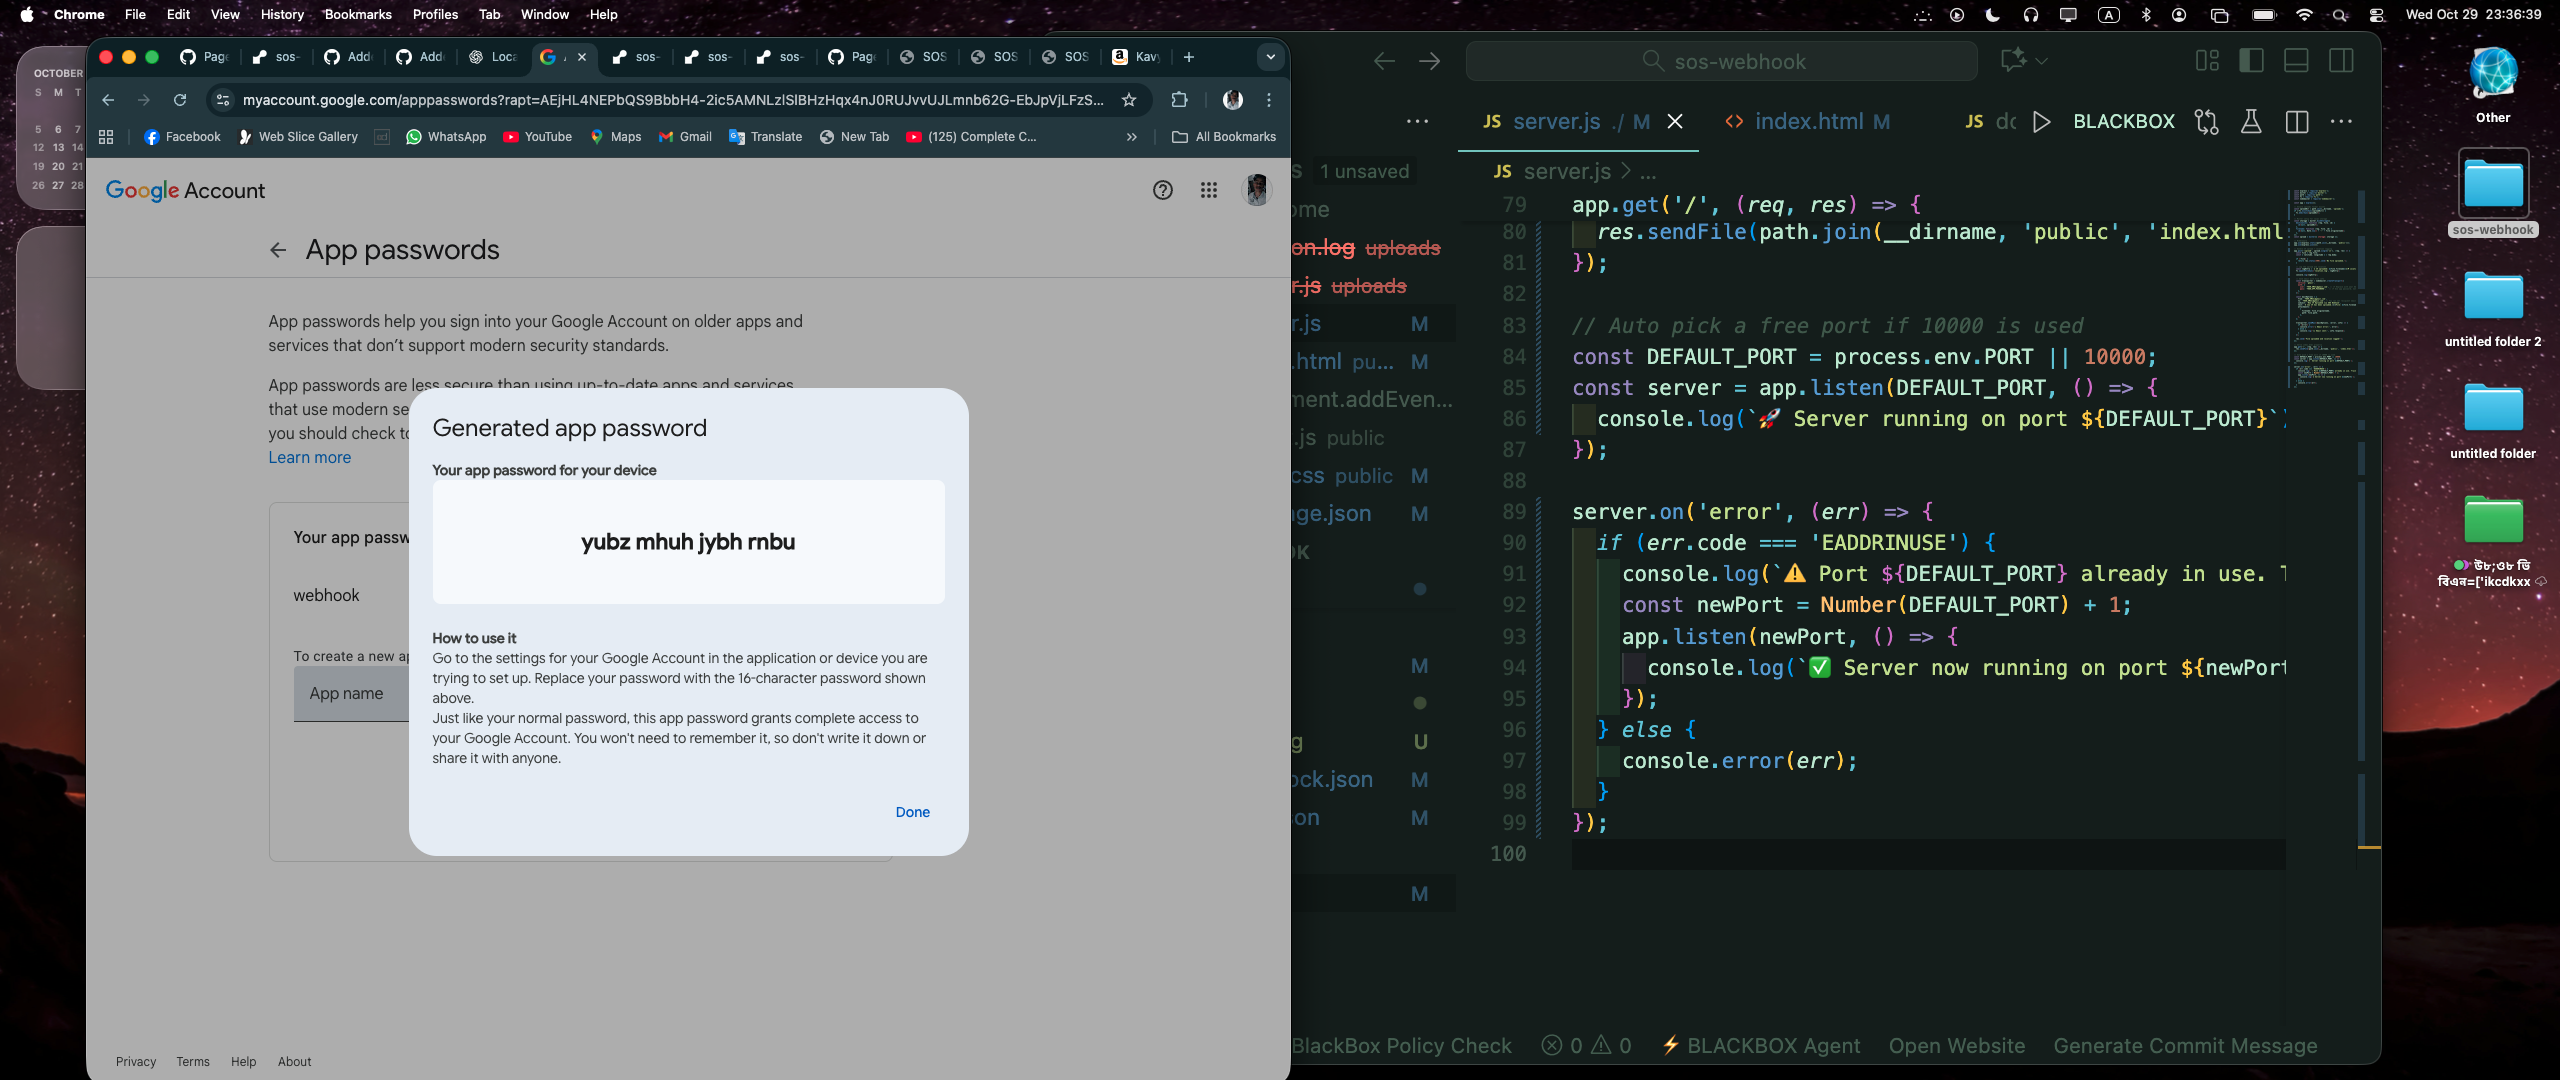 Chrome File Edit View History Bookmarks Profiles Tab Window Help
A
Wed Oct 29 23:36:39
OCTOBER
S M T
5 6 7
12 13 14
19 20 21
26 27 28
Page sos- Adde Adde Loca sos- sos- sos- Page SOS SOS SOS Kavy
myaccount.google.com/apppasswords?rapt=
Facebook Web Slice Gallery WhatsApp YouTube Maps Gmail Translate New Tab (125) Complete C... All Bookmarks
Google Account
App passwords
App passwords help you sign into your Google Account on older apps and
services that don’t support modern security standards.
App passwords are less secure than using up-to-date apps and services
that use modern se
you should check to
Learn more
Your app passw
webhook
To create a new ap
App name
Generated app password
Your app password for your device
yubz mhuh jybh rnbu
How to use it
Go to the settings for your Google Account in the application or device you are
trying to set up. Replace your password with the 16-character password shown
above.
Just like your normal password, this app password grants complete access to
your Google Account. You won't need to remember it, so don't write it down or
share it with anyone.
Done
Privacy Terms Help About
sos-webhook
S 1 unsaved
ome
on.log uploads
r.js uploads
r.js M
.html pu... M
ment.addEven...
.js public
css public M
age.json M
OK
M
g U
ock.json M
on M
M
JS server.js ./ M
<> index.html M
JS do
BLACKBOX
JS server.js > ...
79 app.get('/', (req, res) => {
80 res.sendFile(path.join(__dirname, 'public', 'index.html
81 });
82
83 // Auto pick a free port if 10000 is used
84 const DEFAULT_PORT = process.env.PORT || 10000;
85 const server = app.listen(DEFAULT_PORT, () => {
86 console.log(`🚀 Server running on port ${DEFAULT_PORT}`)
87 });
88
89 server.on('error', (err) => {
90 if (err.code === 'EADDRINUSE') {
91 console.log(`⚠️ Port ${DEFAULT_PORT} already in use. T
92 const newPort = Number(DEFAULT_PORT) + 1;
93 app.listen(newPort, () => {
94 console.log(`✅ Server now running on port ${newPort
95 });
96 } else {
97 console.error(err);
98 }
99 });
100
BlackBox Policy Check 0 0 BLACKBOX Agent Open Website Generate Commit Message
Other
sos-webhook
untitled folder 2
untitled folder